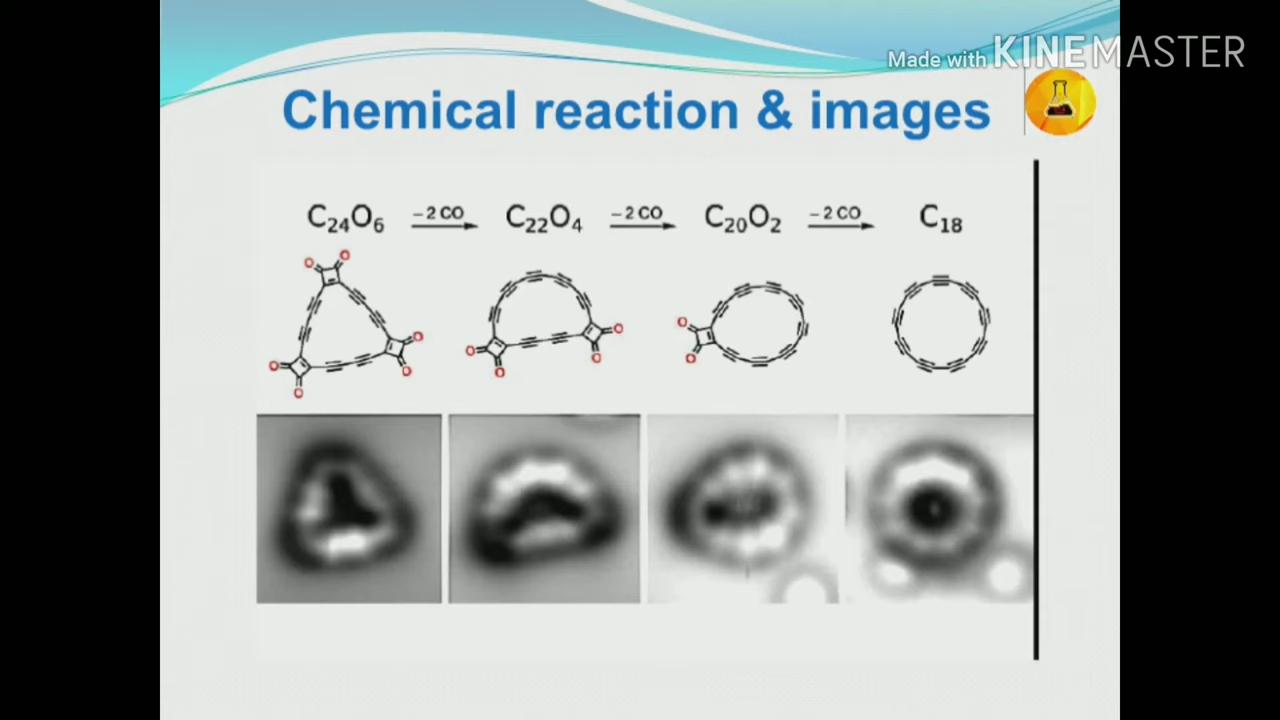 Made with KINEMASTER
Chemical reaction & images
C₂₄O₆ −2 CO C₂₂O₄ −2 CO C₂₀O₂ −2 CO C₁₈
O O
O O O O
O O O O
O O O O